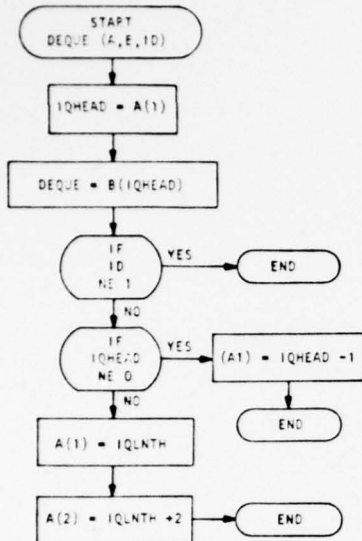 START
DEQUE (A,B,ID)
IQHEAD = A(1)
DEQUE = B(IQHEAD)
IF
ID
NE 1
YES
END
NO
IF
IQHEAD
NE 0
YES
(A1) = IQHEAD -1
NO
END
A(1) = IQLNTH
A(2) = IQLNTH +2
END